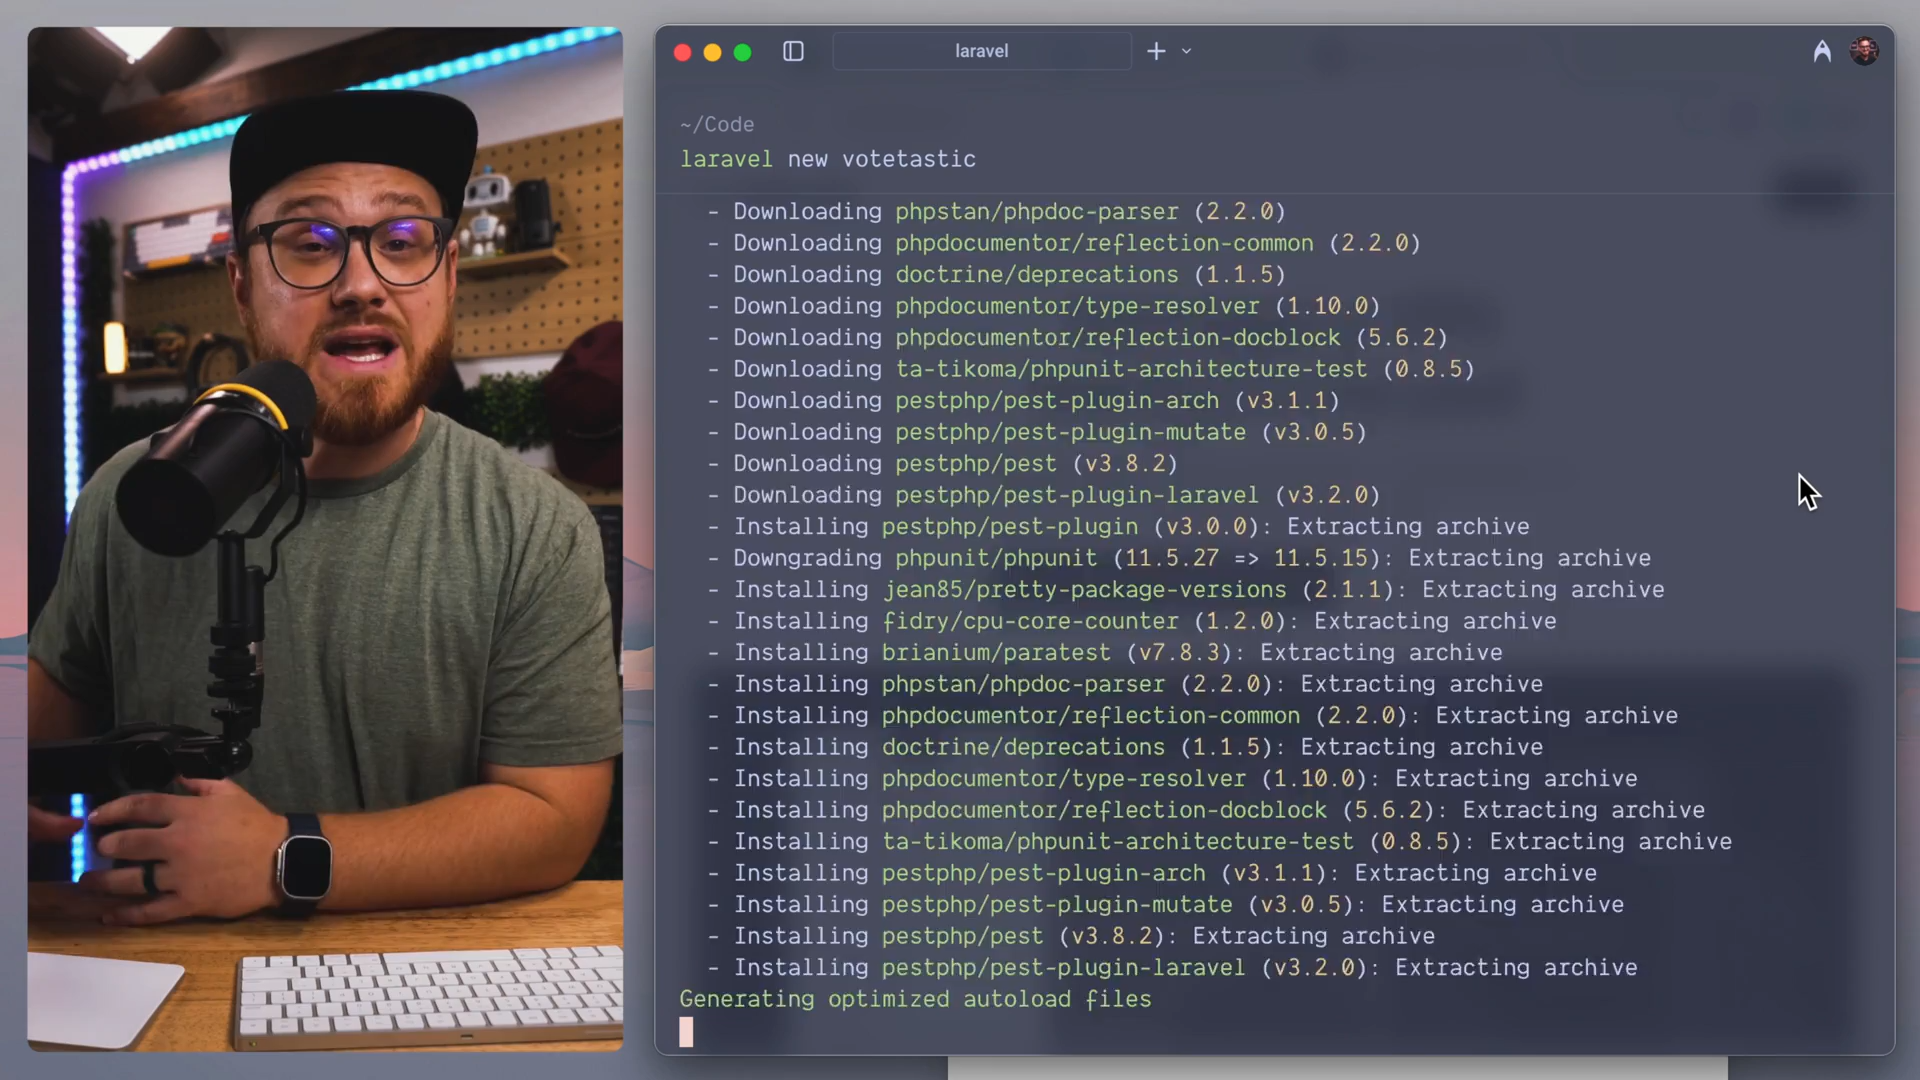 laravel
~/Code
laravel new votetastic
- Downloading phpstan/phpdoc-parser (2.2.0)
- Downloading phpdocumentor/reflection-common (2.2.0)
- Downloading doctrine/deprecations (1.1.5)
- Downloading phpdocumentor/type-resolver (1.10.0)
- Downloading phpdocumentor/reflection-docblock (5.6.2)
- Downloading ta-tikoma/phpunit-architecture-test (0.8.5)
- Downloading pestphp/pest-plugin-arch (v3.1.1)
- Downloading pestphp/pest-plugin-mutate (v3.0.5)
- Downloading pestphp/pest (v3.8.2)
- Downloading pestphp/pest-plugin-laravel (v3.2.0)
- Installing pestphp/pest-plugin (v3.0.0): Extracting archive
- Downgrading phpunit/phpunit (11.5.27 => 11.5.15): Extracting archive
- Installing jean85/pretty-package-versions (2.1.1): Extracting archive
- Installing fidry/cpu-core-counter (1.2.0): Extracting archive
- Installing brianium/paratest (v7.8.3): Extracting archive
- Installing phpstan/phpdoc-parser (2.2.0): Extracting archive
- Installing phpdocumentor/reflection-common (2.2.0): Extracting archive
- Installing doctrine/deprecations (1.1.5): Extracting archive
- Installing phpdocumentor/type-resolver (1.10.0): Extracting archive
- Installing phpdocumentor/reflection-docblock (5.6.2): Extracting archive
- Installing ta-tikoma/phpunit-architecture-test (0.8.5): Extracting archive
- Installing pestphp/pest-plugin-arch (v3.1.1): Extracting archive
- Installing pestphp/pest-plugin-mutate (v3.0.5): Extracting archive
- Installing pestphp/pest (v3.8.2): Extracting archive
- Installing pestphp/pest-plugin-laravel (v3.2.0): Extracting archive
Generating optimized autoload files